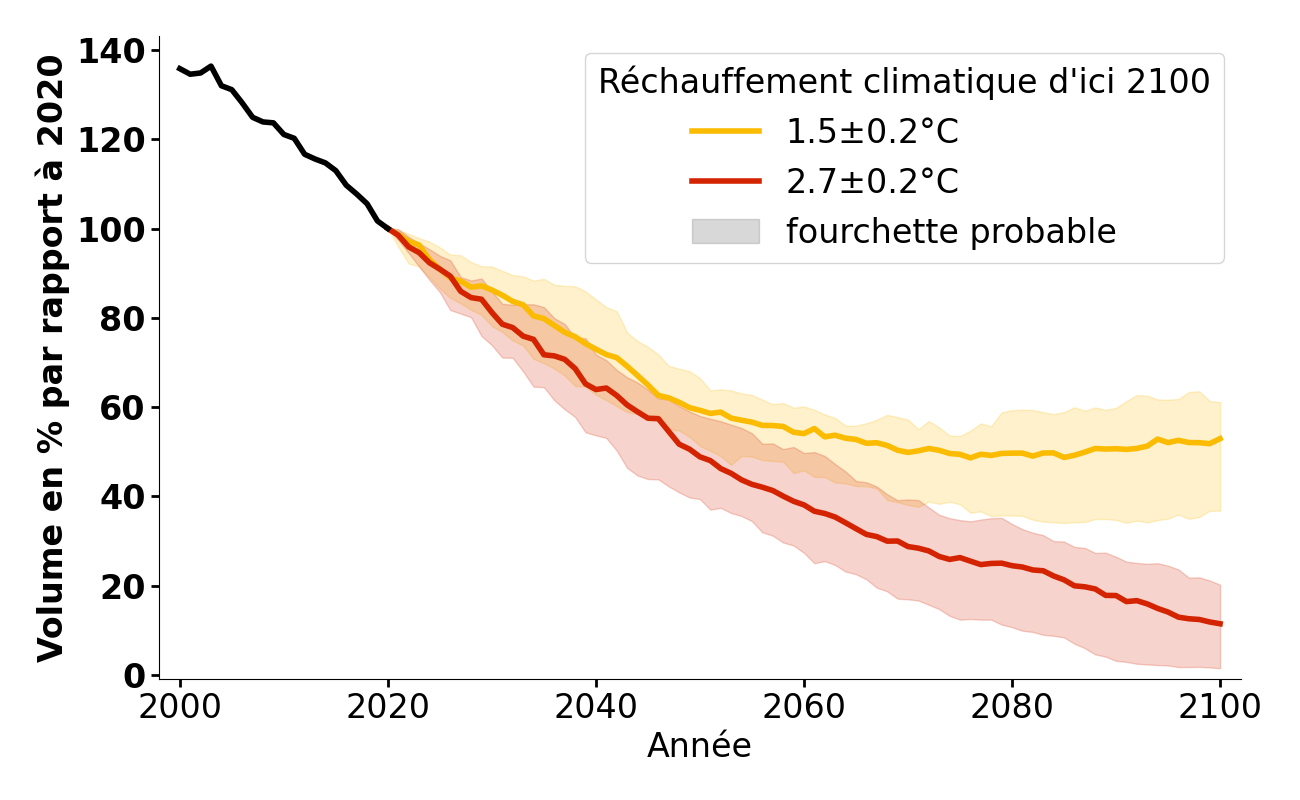 Volume en % par rapport à 2020
140
120
100
80
60
40
20
0
Réchauffement climatique d'ici 2100
1.5±0.2°C
2.7±0.2°C
fourchette probable
2000 2020 2040 2060 2080 2100
Année